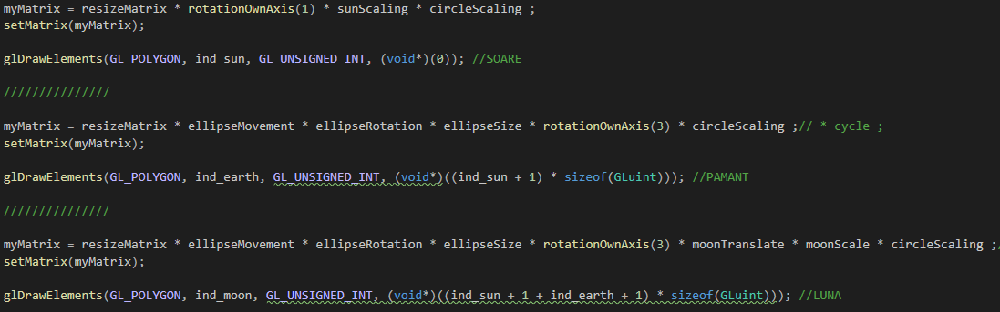 myMatrix = resizeMatrix * rotationOwnAxis(1) * sunScaling * circleScaling ;
setMatrix(myMatrix);
glDrawElements(GL_POLYGON, ind_sun, GL_UNSIGNED_INT, (void*)(0)); //SOARE
///////////////
myMatrix = resizeMatrix * ellipseMovement * ellipseRotation * ellipseSize * rotationOwnAxis(3) * circleScaling ;// * cycle ;
setMatrix(myMatrix);
glDrawElements(GL_POLYGON, ind_earth, GL_UNSIGNED_INT, (void*)((ind_sun + 1) * sizeof(GLuint))); //PAMANT
///////////////
myMatrix = resizeMatrix * ellipseMovement * ellipseRotation * ellipseSize * rotationOwnAxis(3) * moonTranslate * moonScale * circleScaling ;/
setMatrix(myMatrix);
glDrawElements(GL_POLYGON, ind_moon, GL_UNSIGNED_INT, (void*)((ind_sun + 1 + ind_earth + 1) * sizeof(GLuint))); //LUNA